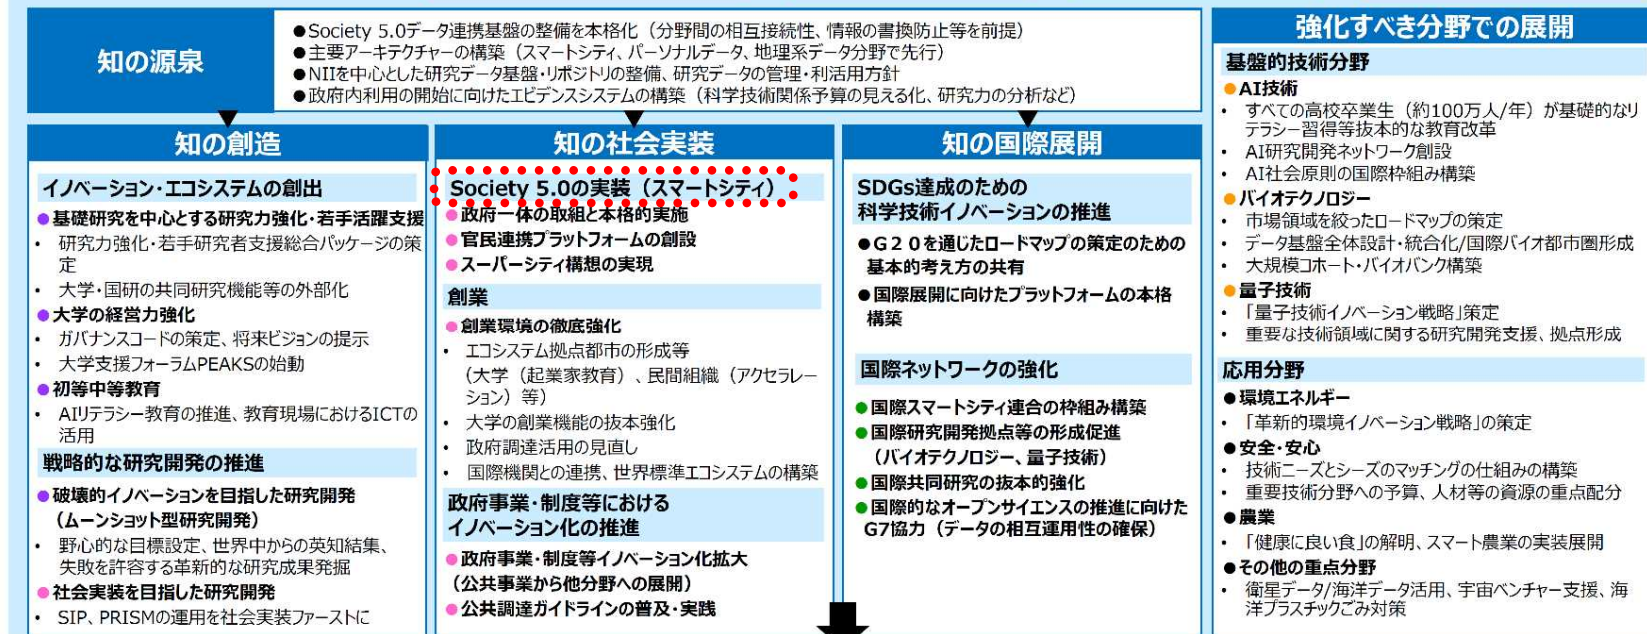 知の源泉
●Society 5.0データ連携基盤の整備を本格化（分野間の相互接続性、情報の書換防止等を前提）
●主要アーキテクチャーの構築（スマートシティ、パーソナルデータ、地理系データ分野で先行）
●NIIを中心とした研究データ基盤・リポジトリの整備、研究データの管理・利活用方針
●政府内利用の開始に向けたエビデンスシステムの構築（科学技術関係予算の見える化、研究力の分析など）
知の創造
イノベーション・エコシステムの創出
●基礎研究を中心とする研究力強化・若手活躍支援
・ 研究力強化・若手研究者支援総合パッケージの策
定
・ 大学・国研の共同研究機能等の外部化
●大学の経営力強化
・ ガバナンスコードの策定、将来ビジョンの提示
・ 大学支援フォーラムPEAKSの始動
●初等中等教育
・ AIリテラシー教育の推進、教育現場におけるICTの
活用
戦略的な研究開発の推進
●破壊的イノベーションを目指した研究開発
（ムーンショット型研究開発）
・ 野心的な目標設定、世界中からの英知結集、
失敗を許容する革新的な研究成果発掘
●社会実装を目指した研究開発
・ SIP、PRISMの運用を社会実装ファーストに
知の社会実装
Society 5.0の実装（スマートシティ）
●政府一体の取組と本格的実施
●官民連携プラットフォームの創設
●スーパーシティ構想の実現
創業
●創業環境の徹底強化
・ エコシステム拠点都市の形成等
（大学（起業家教育）、民間組織（アクセラレー
ション）等）
・ 大学の創業機能の抜本強化
・ 政府調達活用の見直し
・ 国際機関との連携、世界標準エコシステムの構築
政府事業・制度等における
イノベーション化の推進
●政府事業・制度等イノベーション化拡大
（公共事業から他分野への展開）
●公共調達ガイドラインの普及・実践
知の国際展開
SDGs達成のための
科学技術イノベーションの推進
●Ｇ２０を通じたロードマップの策定のための
基本的考え方の共有
●国際展開に向けたプラットフォームの本格
構築
国際ネットワークの強化
●国際スマートシティ連合の枠組み構築
●国際研究開発拠点等の形成促進
（バイオテクノロジー、量子技術）
●国際共同研究の抜本的強化
●国際的なオープンサイエンスの推進に向けた
G7協力（データの相互運用性の確保）
強化すべき分野での展開
基盤的技術分野
●AI技術
・ すべての高校卒業生（約100万人/年）が基礎的なリ
テラシー習得等抜本的な教育改革
・ AI研究開発ネットワーク創設
・ AI社会原則の国際枠組み構築
●バイオテクノロジー
・ 市場領域を絞ったロードマップの策定
・ データ基盤全体設計・統合化/国際バイオ都市圏形成
・ 大規模コホート・バイオバンク構築
●量子技術
・ 「量子技術イノベーション戦略」策定
・ 重要な技術領域に関する研究開発支援、拠点形成
応用分野
●環境エネルギー
・ 「革新的環境イノベーション戦略」の策定
●安全・安心
・ 技術ニーズとシーズのマッチングの仕組みの構築
・ 重要技術分野への予算、人材等の資源の重点配分
●農業
・ 「健康に良い食」の解明、スマート農業の実装展開
●その他の重点分野
・ 衛星データ/海洋データ活用、宇宙ベンチャー支援、海
洋プラスチックごみ対策